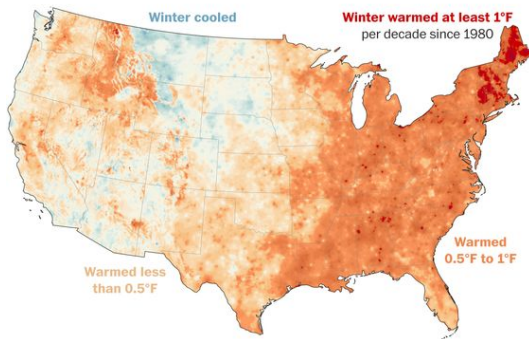 Winter cooled
Winter warmed at least 1°F
per decade since 1980
Warmed
0.5°F to 1°F
Warmed less
than 0.5°F